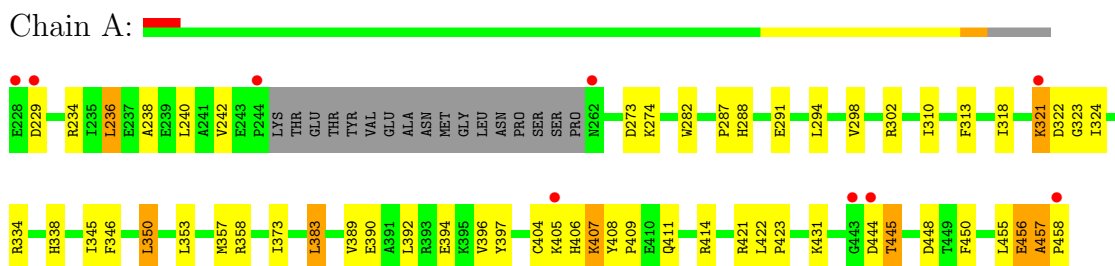 Chain A:
E228 D229 R234 I235 L236 E237 A238 E239 L240 A241 V242 E243 P244 LYS THR GLU THR TYR VAL GLU ALA ASN MET GLY LEU ASN PRO SER SER PRO N262 D273 K274 W282 P287 H288 E291 L294 V298 R302 I310 F313 I318 K321 D322 G323 I324
R334 H338 I345 F346 L350 L353 M357 R358 I373 L383 V389 E390 A391 L392 R393 E394 K395 V396 Y397 C404 K405 H406 K407 Y408 P409 E410 Q411 R414 R421 L422 P423 K431 G443 D444 T445 D448 T449 F450 L455 E456 A457 P458